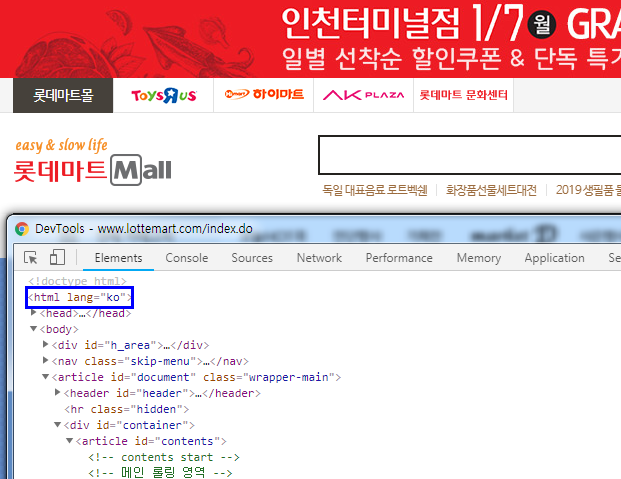 인천터미널점 1/7 월 GRA
일별 선착순 할인쿠폰 & 단독 특가
롯데마트몰 TOYSRUS Himart 하이마트 AK PLAZA 롯데마트 문화센터
easy & slow life
롯데마트 Mall
독일 대표음료 로트벡쉔 화장품선물세트대전 2019 생필품
DevTools - www.lottemart.com/index.do
Elements Console Sources Network Performance Memory Application Se
<!doctype html>
<html lang="ko">
<head>…</head>
<body>
<div id="h_area">…</div>
<nav class="skip-menu">…</nav>
<article id="document" class="wrapper-main">
<header id="header">…</header>
<hr class="hidden">
<div id="container">
<article id="contents">
<!-- contents start -->
<!-- 메인 롤링 영역 -->